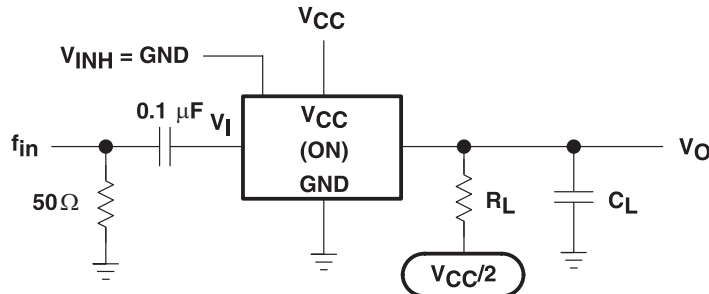 VCC
VINH = GND
0.1 μF
VI
VCC
(ON)
GND
fin
50Ω
RL
CL
VO
VCC/2